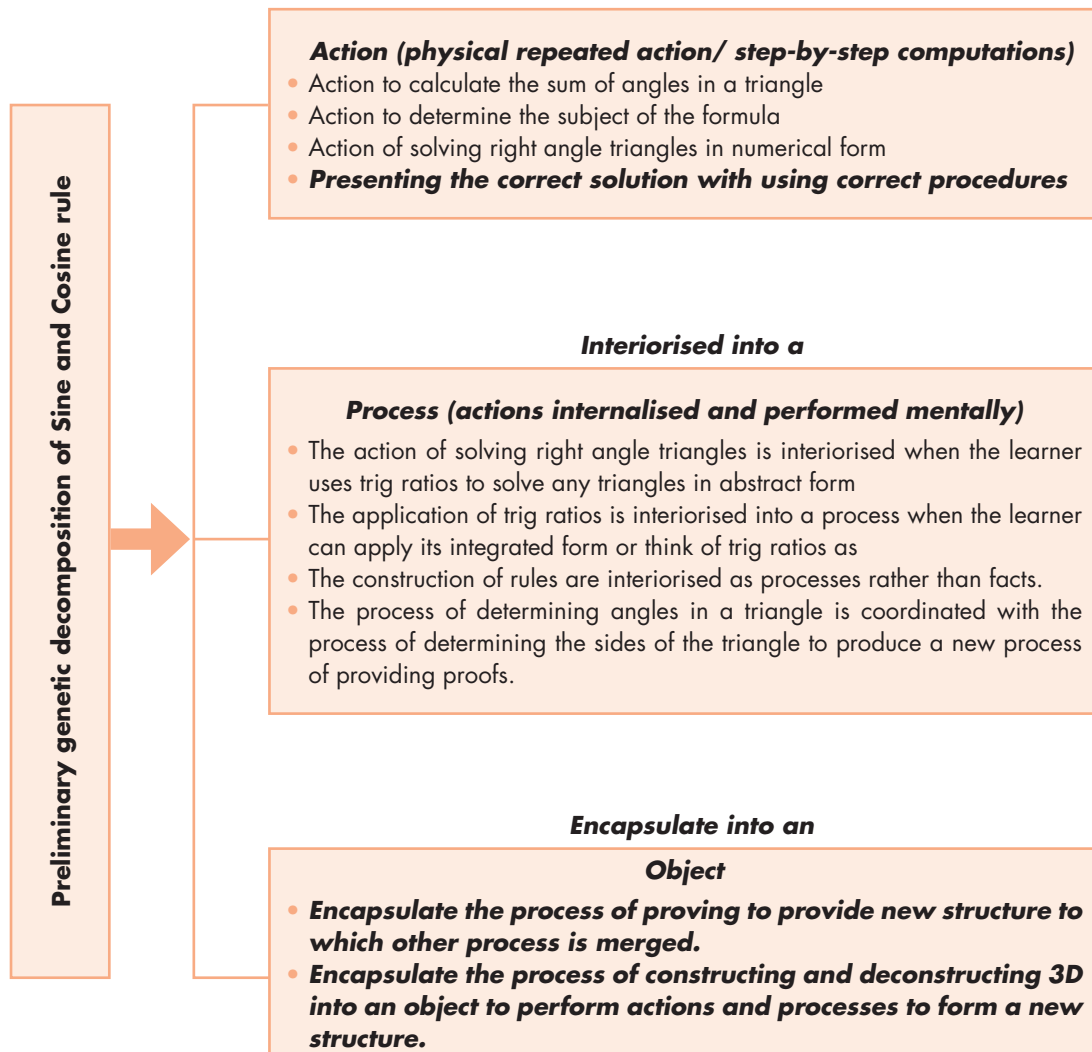 Preliminary genetic decomposition of Sine and Cosine rule
Action (physical repeated action/ step-by-step computations)
• Action to calculate the sum of angles in a triangle
• Action to determine the subject of the formula
• Action of solving right angle triangles in numerical form
• Presenting the correct solution with using correct procedures
Interiorised into a
Process (actions internalised and performed mentally)
• The action of solving right angle triangles is interiorised when the learner
uses trig ratios to solve any triangles in abstract form
• The application of trig ratios is interiorised into a process when the learner
can apply its integrated form or think of trig ratios as
• The construction of rules are interiorised as processes rather than facts.
• The process of determining angles in a triangle is coordinated with the
process of determining the sides of the triangle to produce a new process
of providing proofs.
Encapsulate into an
Object
• Encapsulate the process of proving to provide new structure to
which other process is merged.
• Encapsulate the process of constructing and deconstructing 3D
into an object to perform actions and processes to form a new
structure.